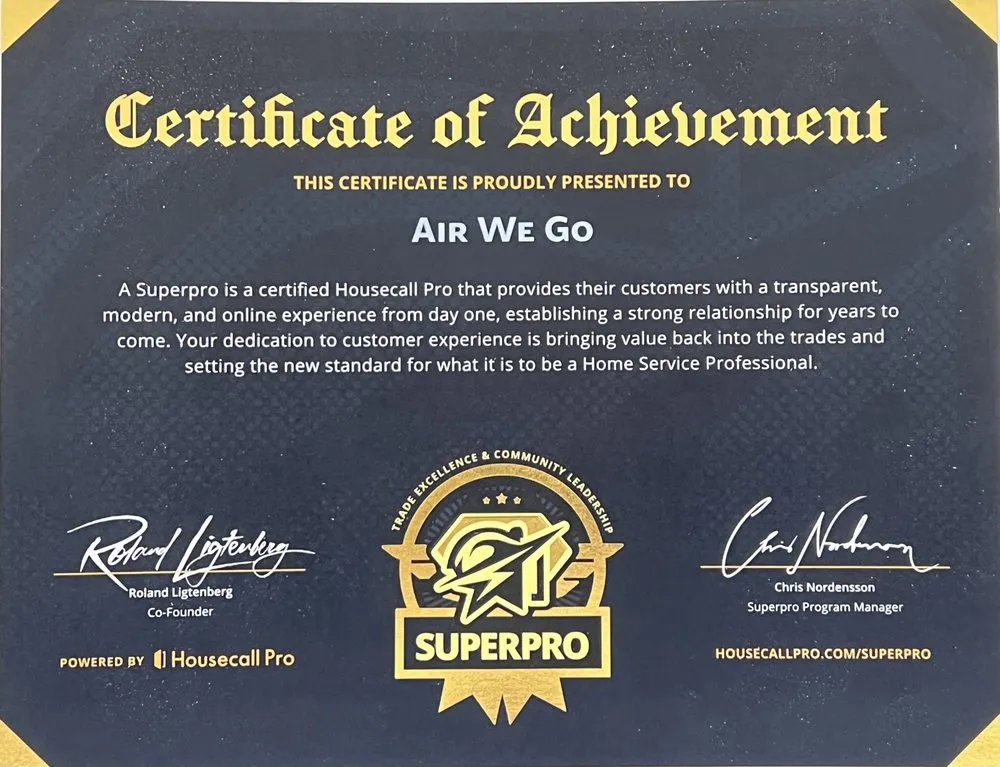 Certificate of Achievement
THIS CERTIFICATE IS PROUDLY PRESENTED TO
AIR WE GO
A Superpro is a certified Housecall Pro that provides their customers with a transparent,
modern, and online experience from day one, establishing a strong relationship for years to
come. Your dedication to customer experience is bringing value back into the trades and
setting the new standard for what it is to be a Home Service Professional.
TRADE EXCELLENCE & COMMUNITY LEADERSHIP
SUPERPRO
Roland Ligtenberg
Roland Ligtenberg
Co-Founder
POWERED BY Housecall Pro
Chris Nordensson
Chris Nordensson
Superpro Program Manager
HOUSECALLPRO.COM/SUPERPRO